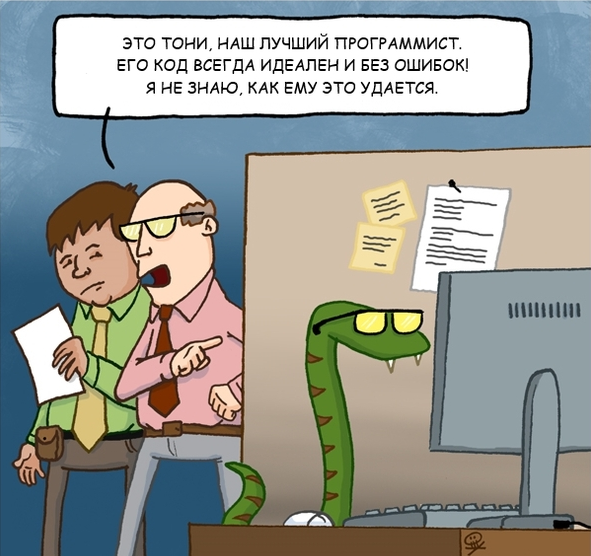 ЭТО ТОНИ, НАШ ЛУЧШИЙ ПРОГРАММИСТ.
ЕГО КОД ВСЕГДА ИДЕАЛЕН И БЕЗ ОШИБОК!
Я НЕ ЗНАЮ, КАК ЕМУ ЭТО УДАЕТСЯ.